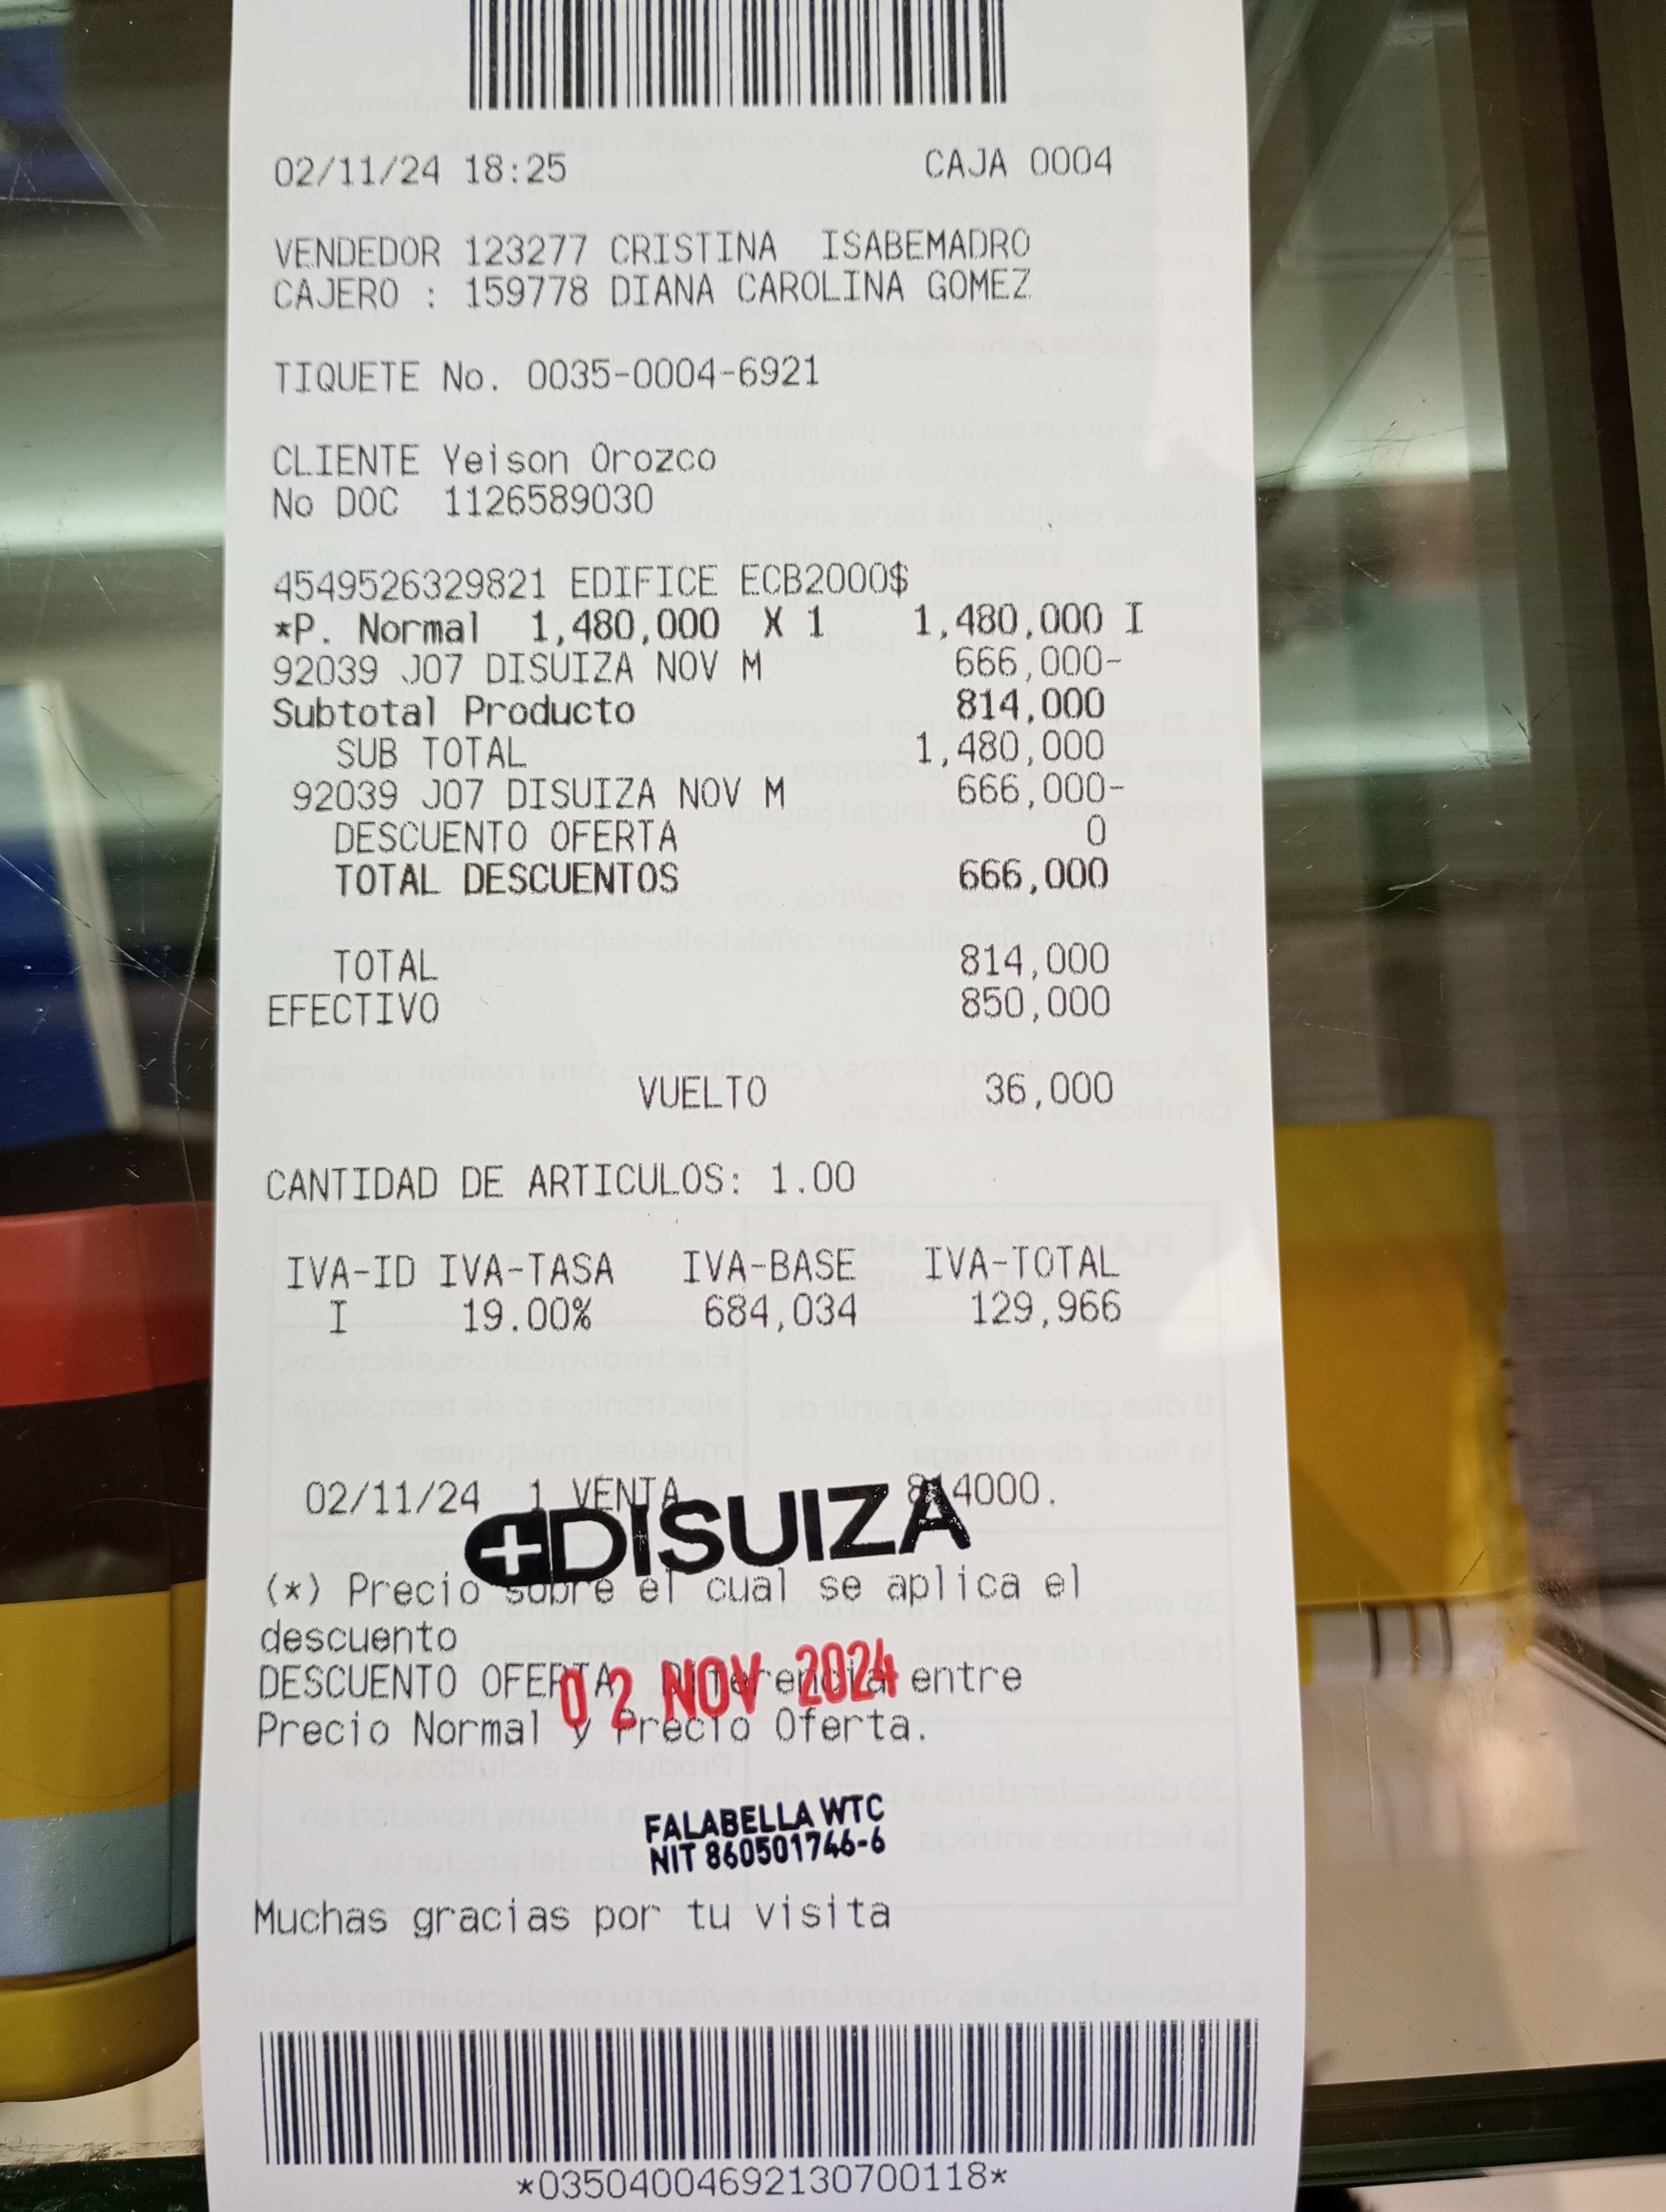 02/11/24 18:25 CAJA 0004
VENDEDOR 123277 CRISTINA ISABEMADRO
CAJERO : 159778 DIANA CAROLINA GOMEZ
TIQUETE No. 0035-0004-6921
CLIENTE Yeison Orozco
No DOC 1126589030
4549526329821 EDIFICE ECB2000$
*P. Normal 1,480,000 X 1 1,480,000 I
92039 J07 DISUIZA NOV M 666,000-
Subtotal Producto 814,000
SUB TOTAL 1,480,000
92039 J07 DISUIZA NOV M 666,000-
DESCUENTO OFERTA 0
TOTAL DESCUENTOS 666,000
TOTAL 814,000
EFECTIVO 850,000
VUELTO 36,000
CANTIDAD DE ARTICULOS: 1.00
IVA-ID IVA-TASA IVA-BASE IVA-TOTAL
I 19.00% 684,034 129,966
02/11/24 1 VENTA 814000.
DISUIZA
(*) Precio sobre el cual se aplica el
descuento
DESCUENTO OFERTA Diferencia entre
02 NOV 2024
Precio Normal y Precio Oferta.
FALABELLA WTC
NIT 860501746-6
Muchas gracias por tu visita
*03504004692130700118*